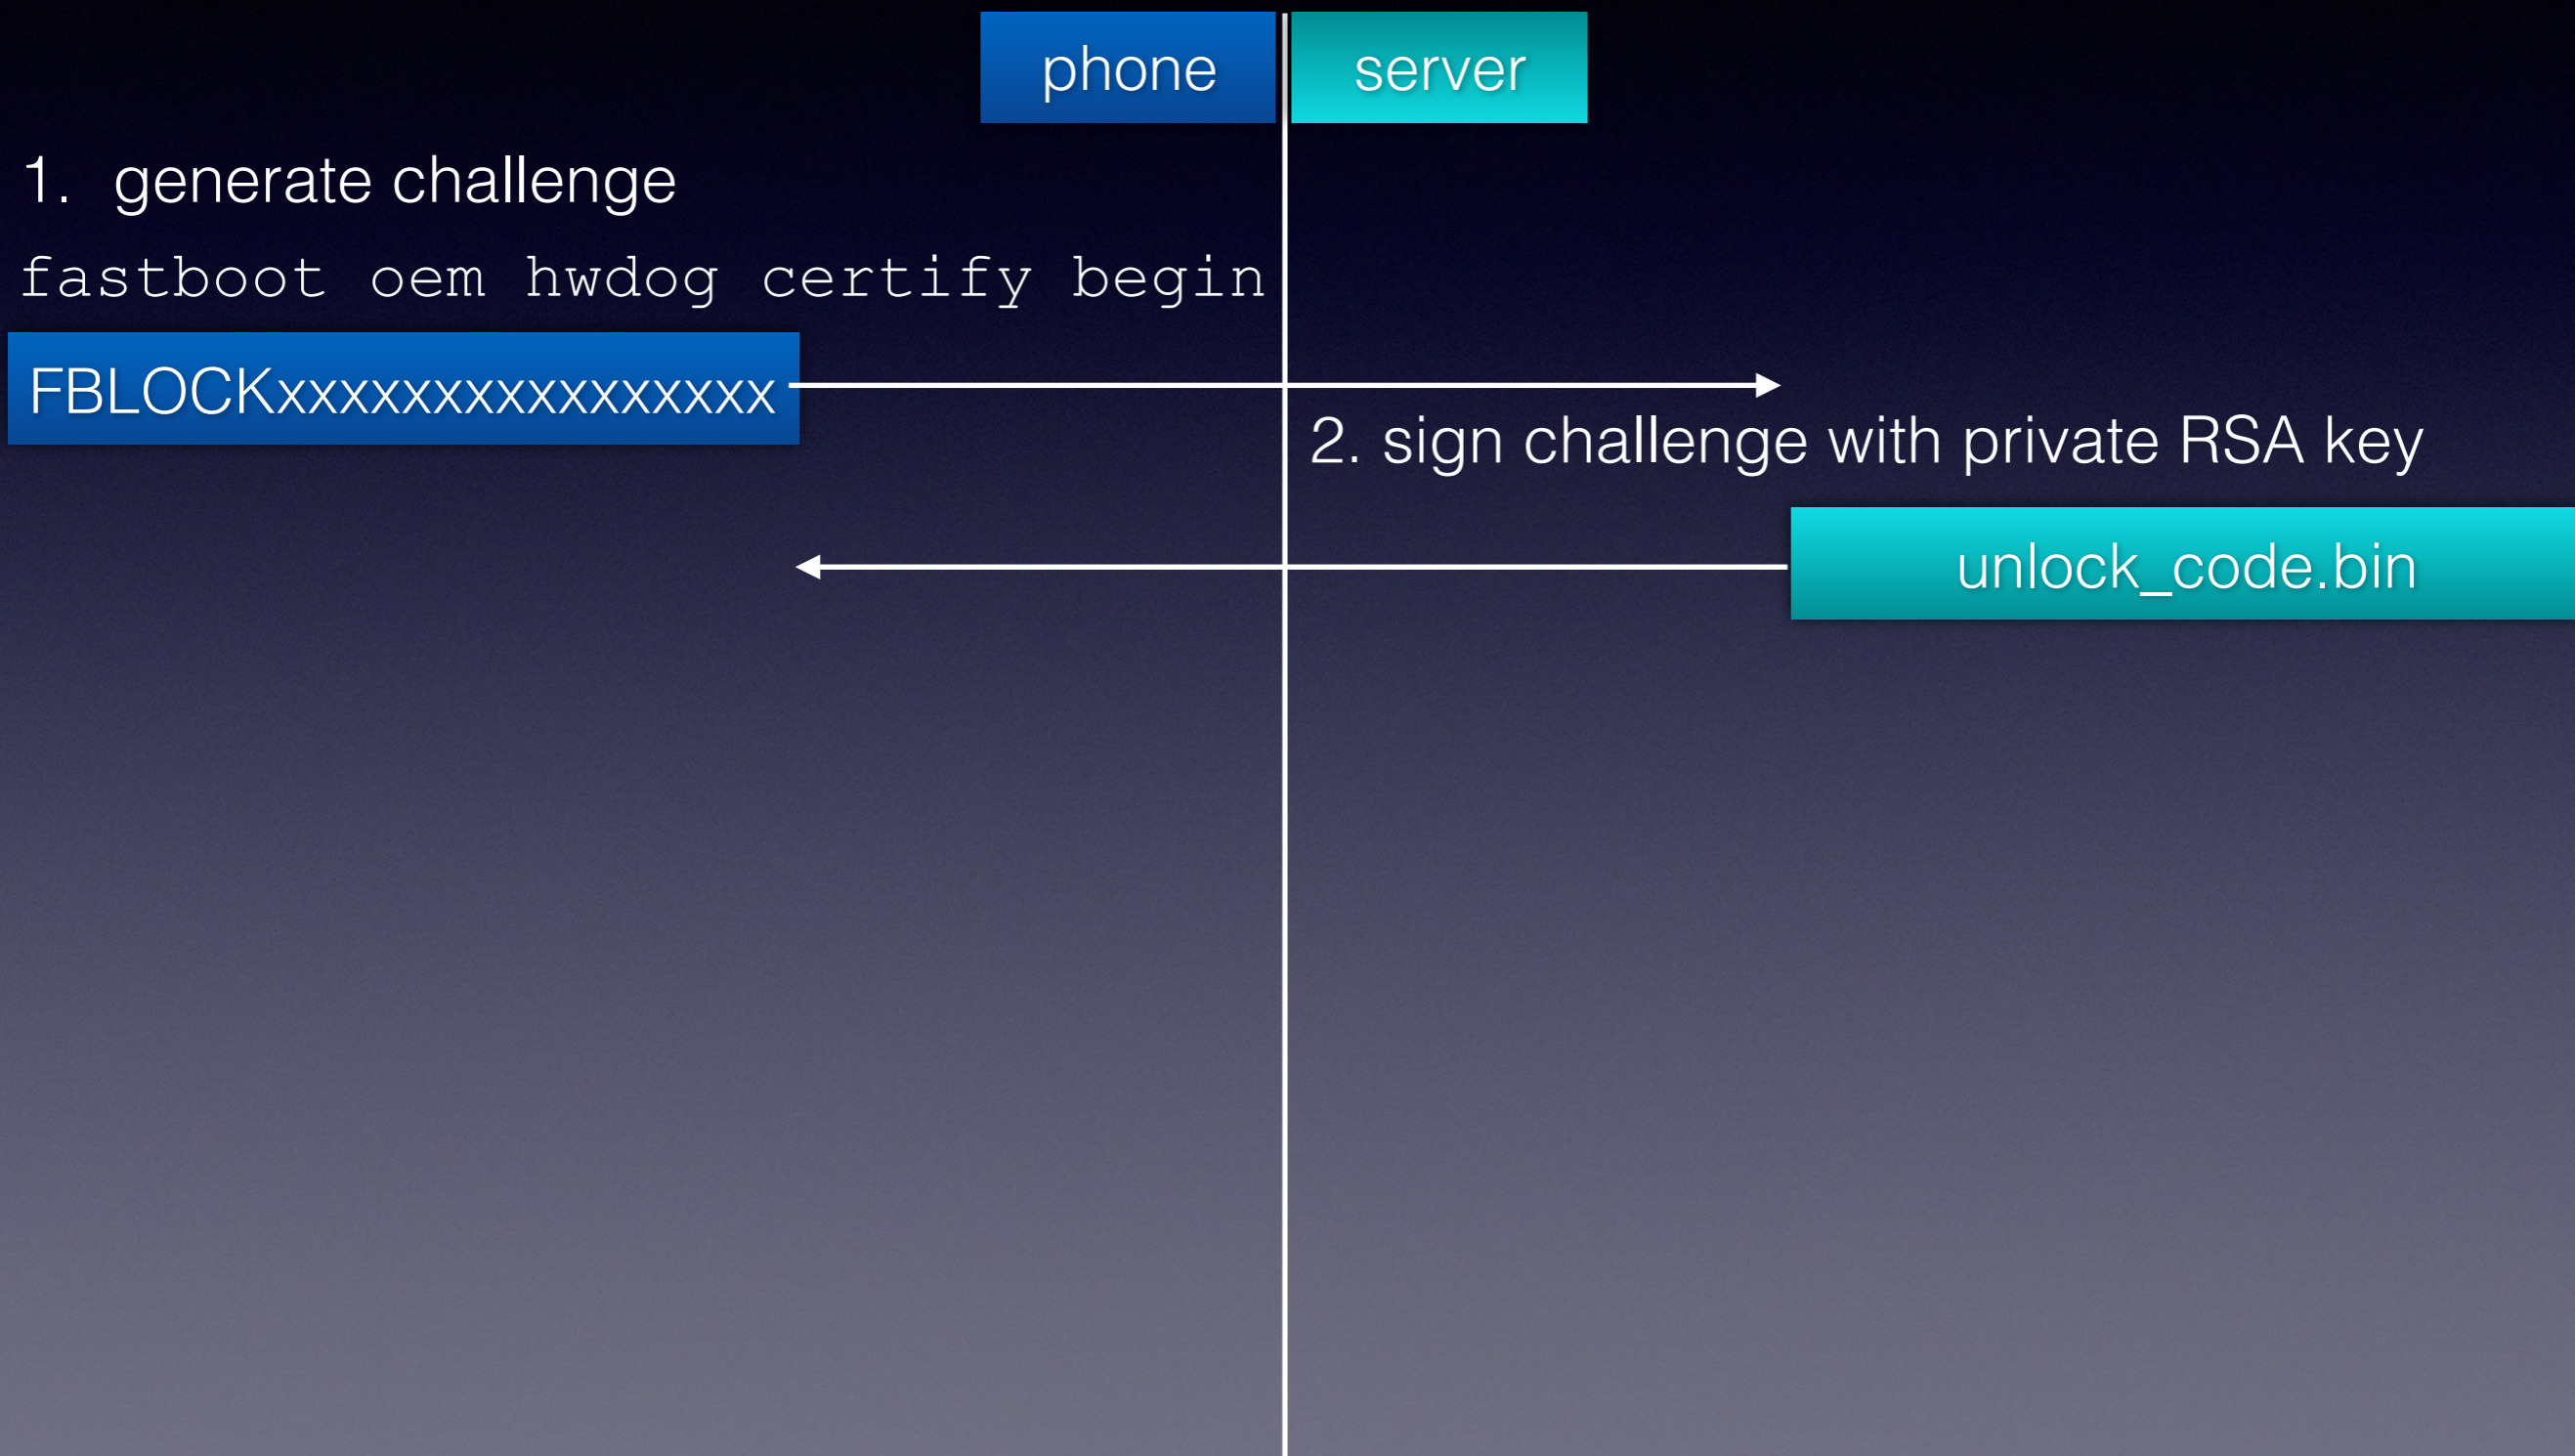 phone
server
1. generate challenge
fastboot oem hwdog certify begin
FBLOCKxxxxxxxxxxxxxxxx
2. sign challenge with private RSA key
unlock_code.bin